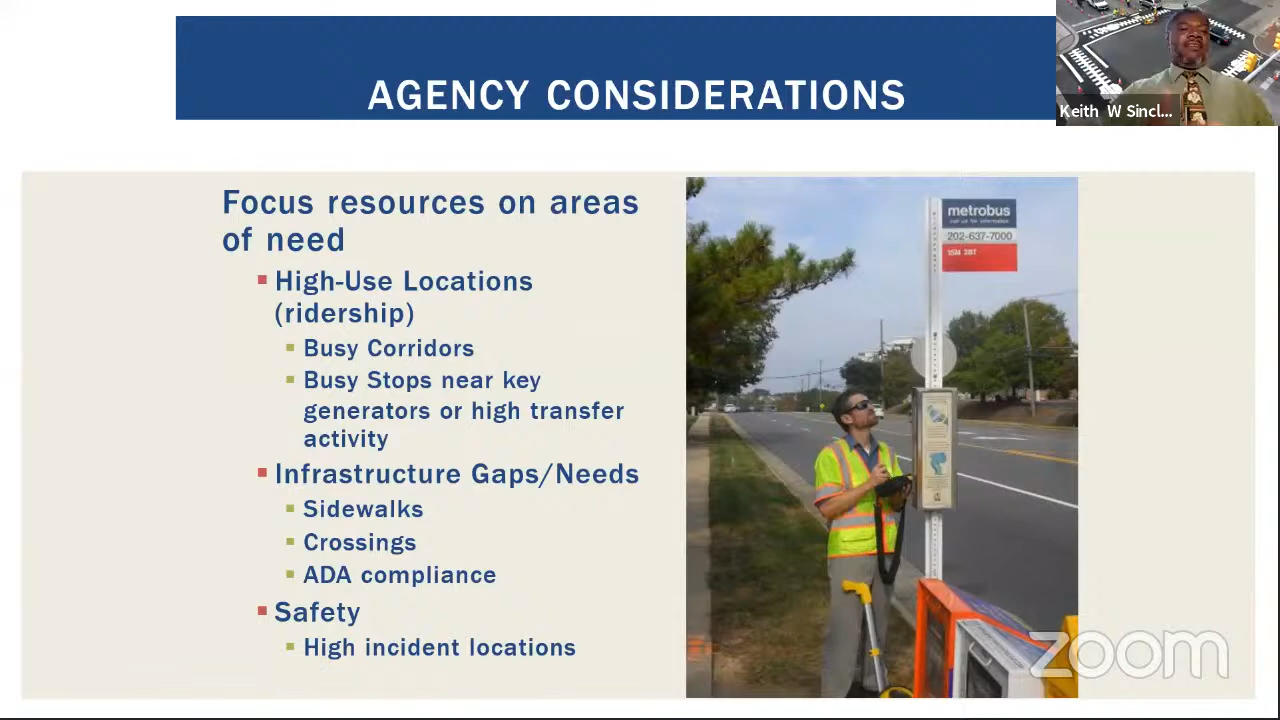 AGENCY CONSIDERATIONS
Keith W Sincl...
Focus resources on areas
of need
High-Use Locations
(ridership)
Busy Corridors
Busy Stops near key
generators or high transfer
activity
Infrastructure Gaps/Needs
Sidewalks
Crossings
ADA compliance
Safety
High incident locations
metrobus
202-637-7000
zoom